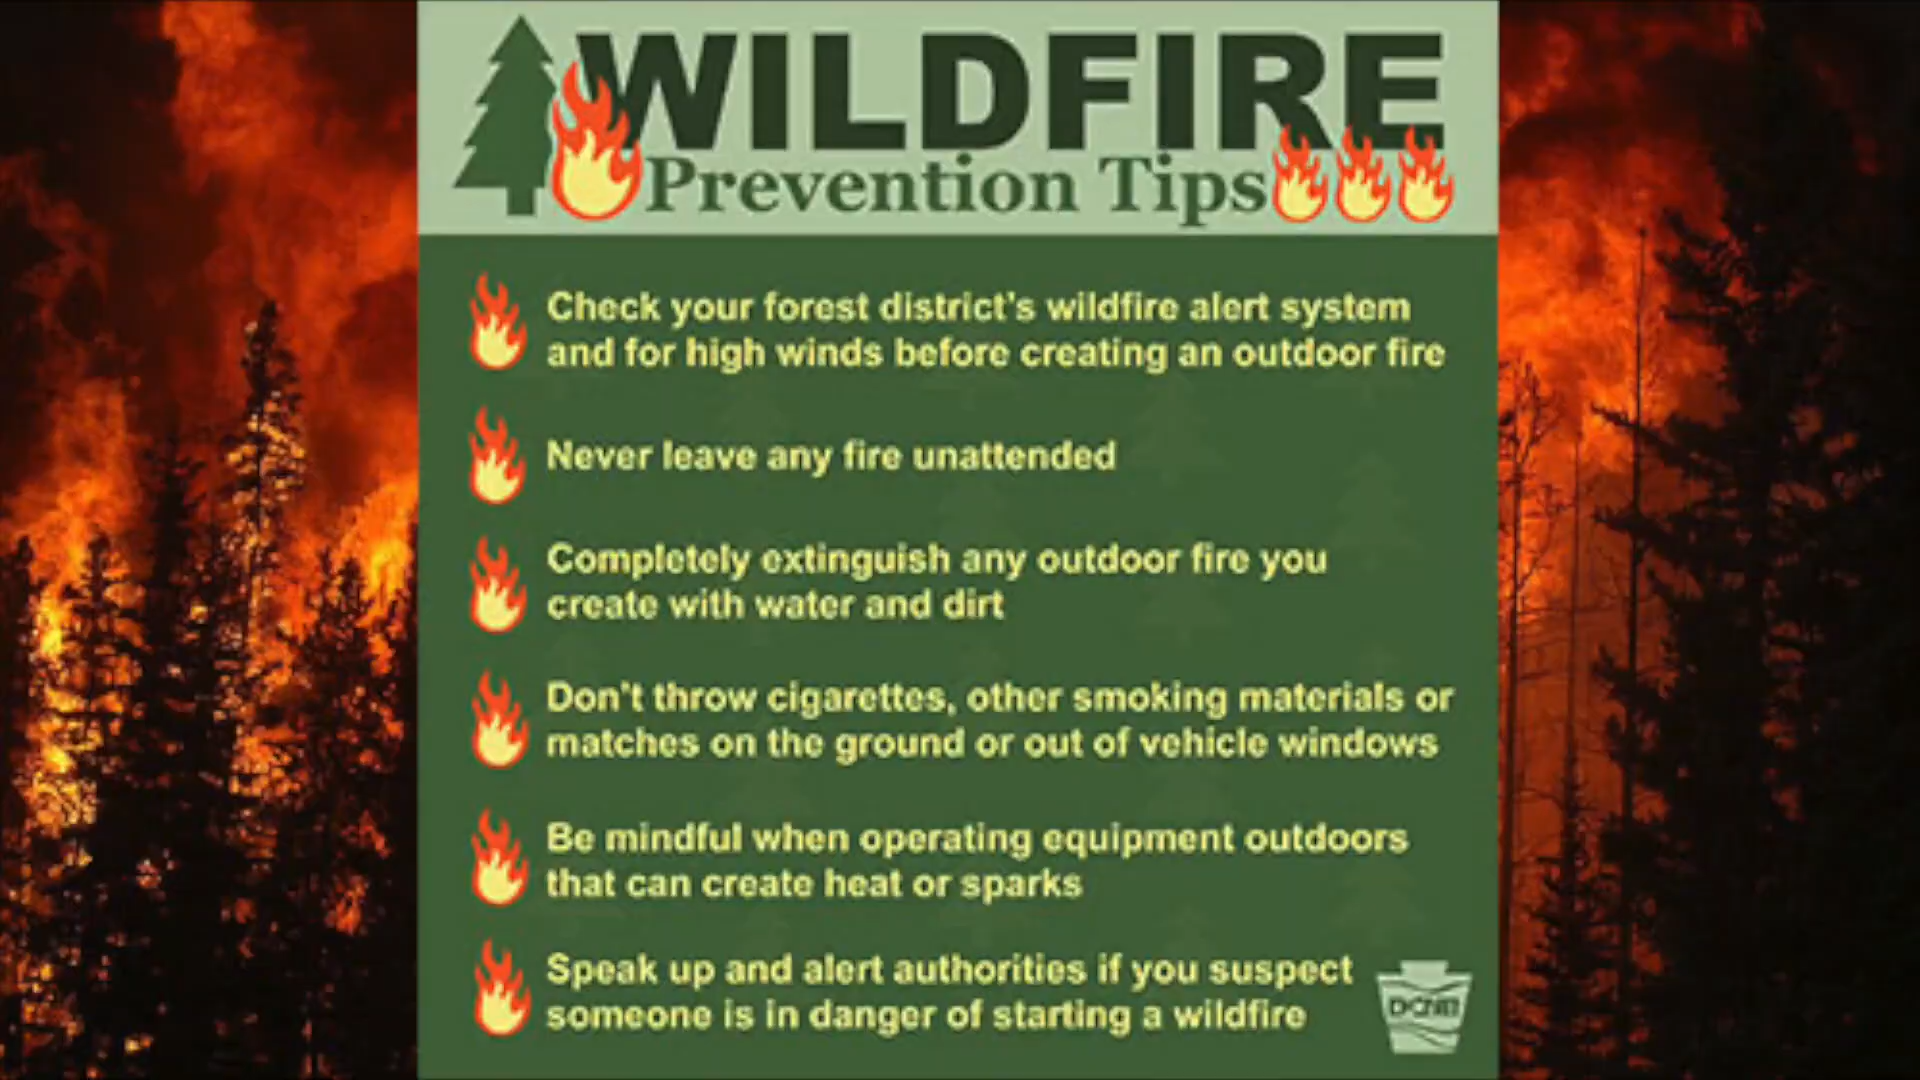 WILDFIRE
Prevention Tips
Check your forest district's wildfire alert system
and for high winds before creating an outdoor fire
Never leave any fire unattended
Completely extinguish any outdoor fire you
create with water and dirt
Don't throw cigarettes, other smoking materials or
matches on the ground or out of vehicle windows
Be mindful when operating equipment outdoors
that can create heat or sparks
Speak up and alert authorities if you suspect
someone is in danger of starting a wildfire
DCNR